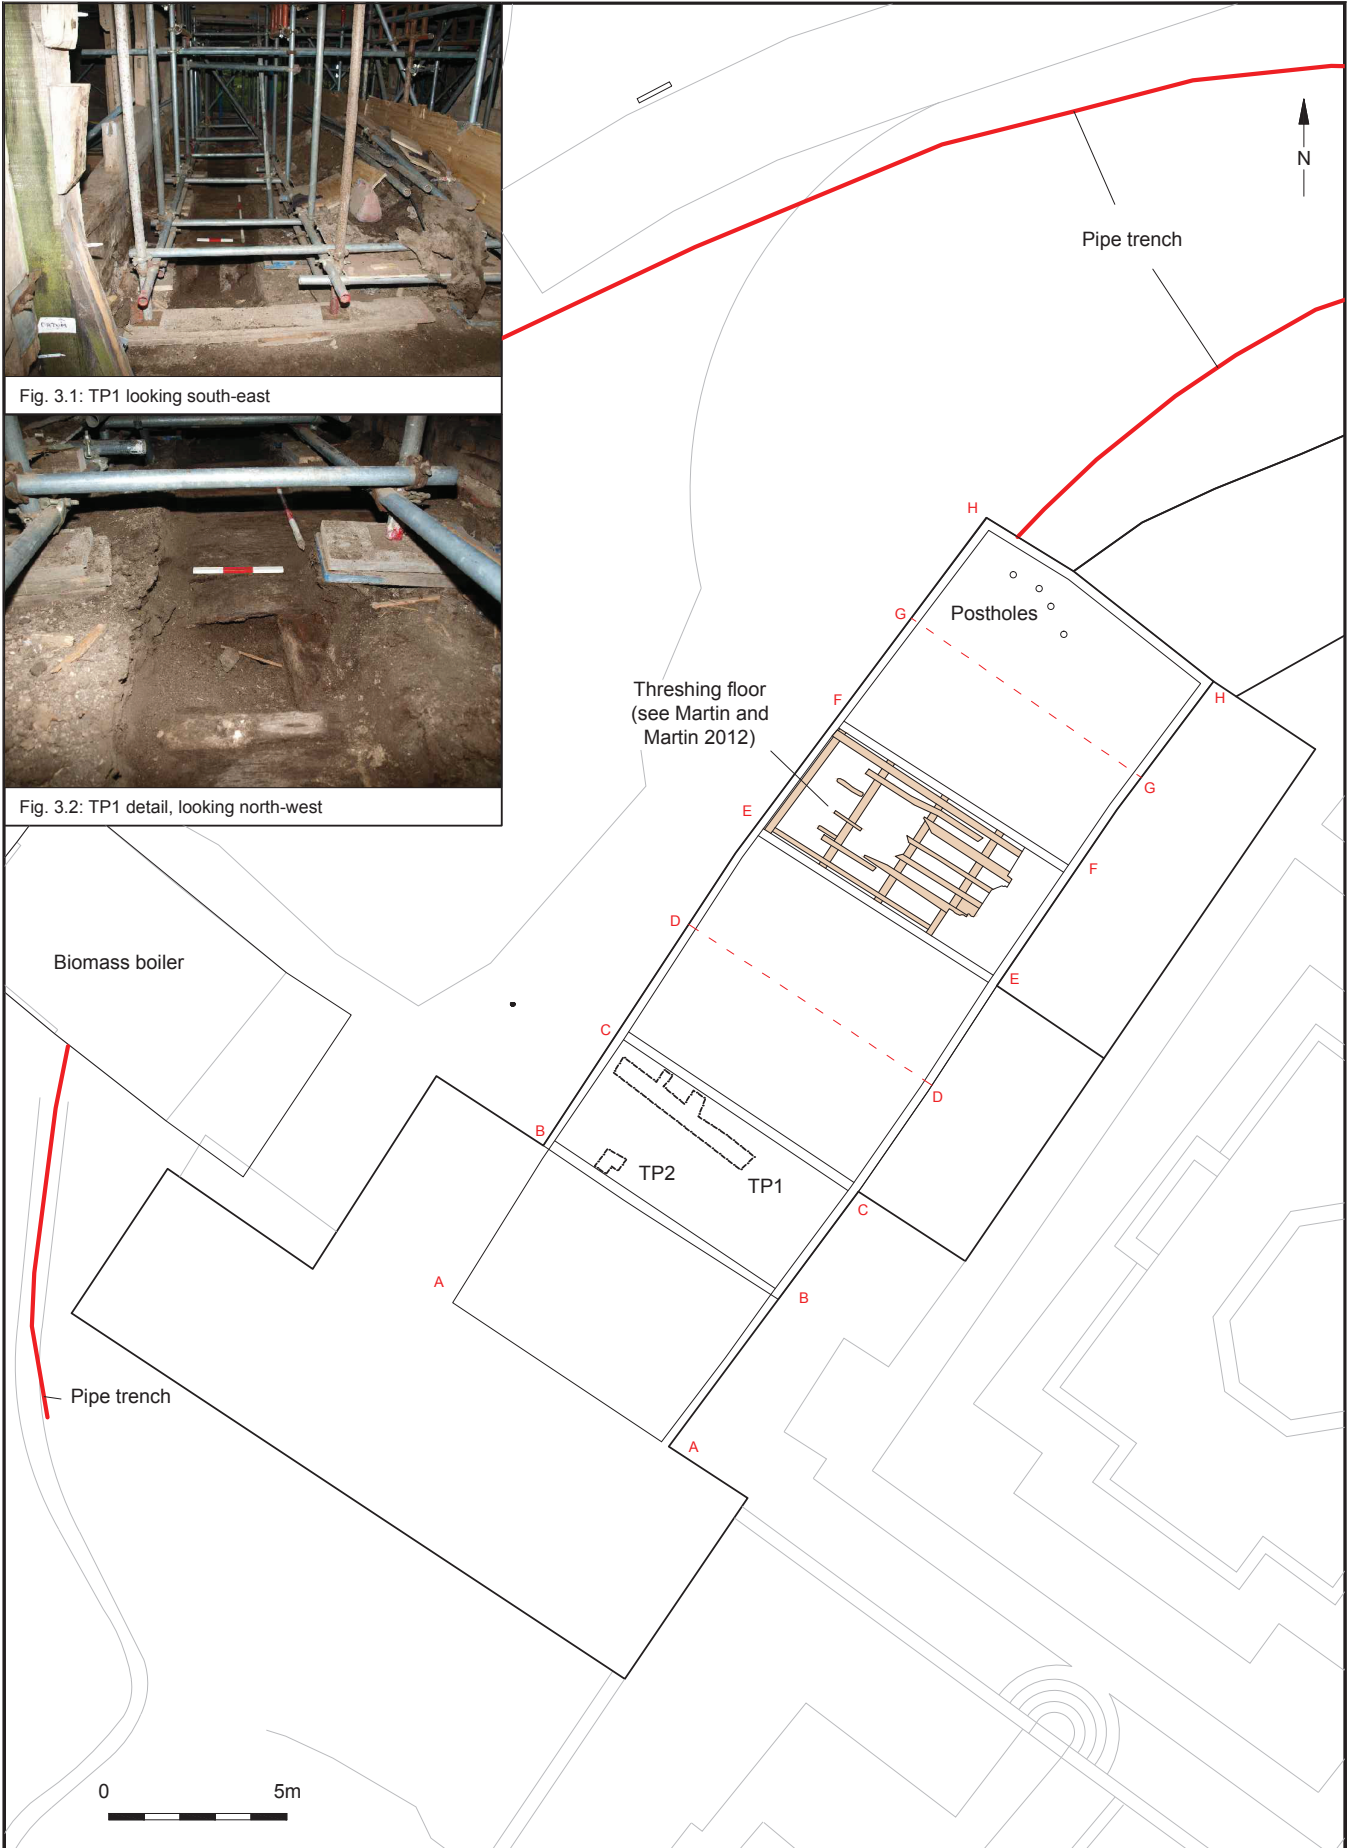 Fig. 3.1: TP1 looking south-east
Fig. 3.2: TP1 detail, looking north-west
N
Pipe trench
H
Postholes
G
H
Threshing floor
(see Martin and
Martin 2012)
F
G
E
F
D
E
Biomass boiler
C
D
B
TP2
TP1
C
A
B
Pipe trench
A
0 5m